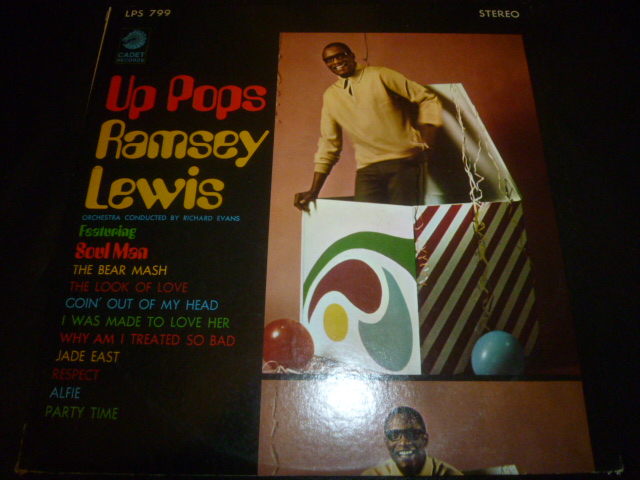 LPS 799
STEREO
CADET
RECORDS
Up Pops
Ramsey
Lewis
ORCHESTRA CONDUCTED BY RICHARD EVANS
Featuring
Soul Man
THE BEAR MASH
THE LOOK OF LOVE
GOIN' OUT OF MY HEAD
I WAS MADE TO LOVE HER
WHY AM I TREATED SO BAD
JADE EAST
RESPECT
ALFIE
PARTY TIME